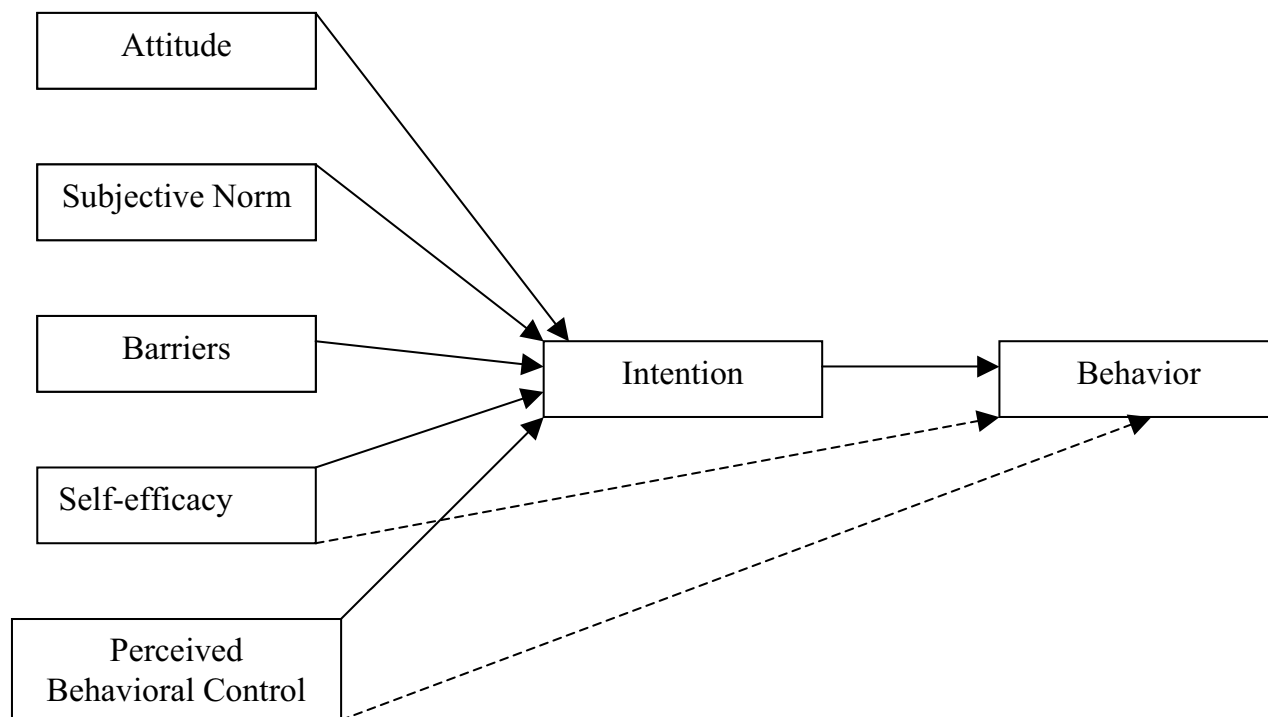 Attitude
Subjective Norm
Barriers
Intention
Behavior
Self-efficacy
Perceived
Behavioral Control